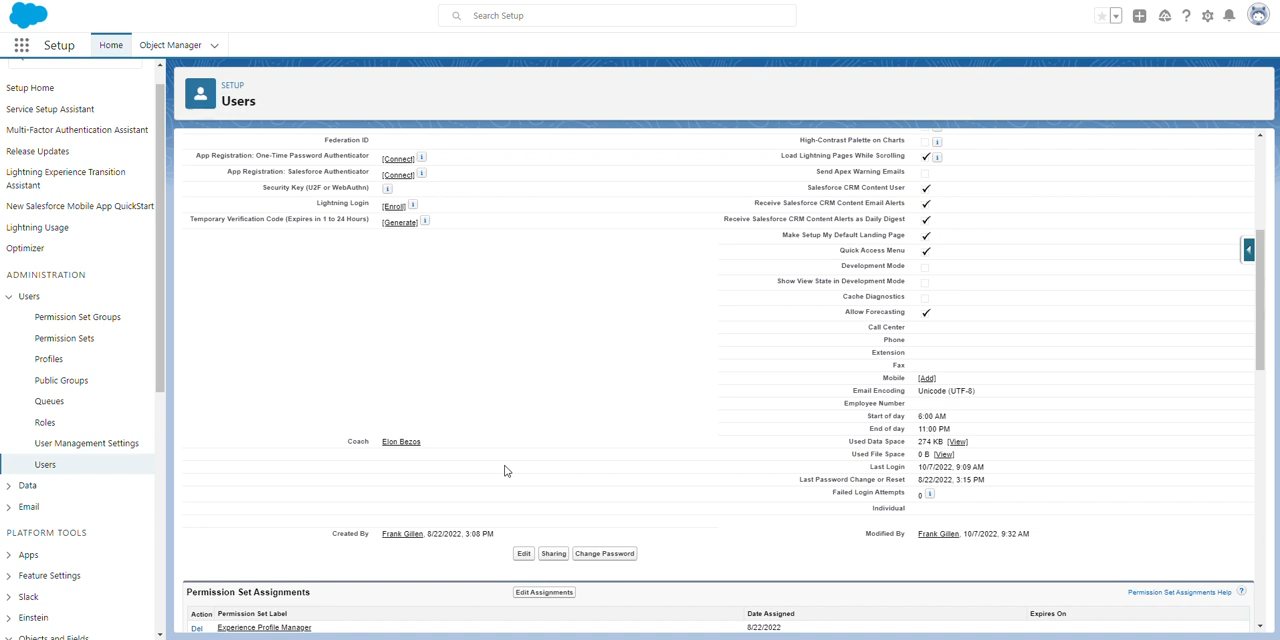 Search Setup
Setup
Home
Object Manager
Setup Home
Service Setup Assistant
Multi-Factor Authentication Assistant
Release Updates
Lightning Experience Transition
Assistant
New Salesforce Mobile App QuickStart
Lightning Usage
Optimizer
ADMINISTRATION
Users
Permission Set Groups
Permission Sets
Profiles
Public Groups
Queues
Roles
User Management Settings
Users
Data
Email
PLATFORM TOOLS
Apps
Feature Settings
Slack
Einstein
Objects and Fields
SETUP
Users
Federation ID
App Registration: One-Time Password Authenticator [Connect] i
App Registration: Salesforce Authenticator [Connect] i
Security Key (U2F or WebAuthn) i
Lightning Login [Enroll] i
Temporary Verification Code (Expires in 1 to 24 Hours) [Generate] i
Coach Elon Bezos
Created By Frank Gillen, 8/22/2022, 3:08 PM
High-Contrast Palette on Charts i
Load Lightning Pages While Scrolling i
Send Apex Warning Emails
Salesforce CRM Content User
Receive Salesforce CRM Content Email Alerts
Receive Salesforce CRM Content Alerts as Daily Digest
Make Setup My Default Landing Page
Quick Access Menu
Development Mode
Show View State in Development Mode
Cache Diagnostics
Allow Forecasting
Call Center
Phone
Extension
Fax
Mobile [Add]
Email Encoding Unicode (UTF-8)
Employee Number
Start of day 6:00 AM
End of day 11:00 PM
Used Data Space 274 KB [View]
Used File Space 0 B [View]
Last Login 10/7/2022, 9:09 AM
Last Password Change or Reset 8/22/2022, 3:15 PM
Failed Login Attempts 0 i
Individual
Modified By Frank Gillen, 10/7/2022, 9:32 AM
Edit Sharing Change Password
Permission Set Assignments Edit Assignments Permission Set Assignments Help ?
Action Permission Set Label Date Assigned Expires On
Del Experience Profile Manager 8/22/2022